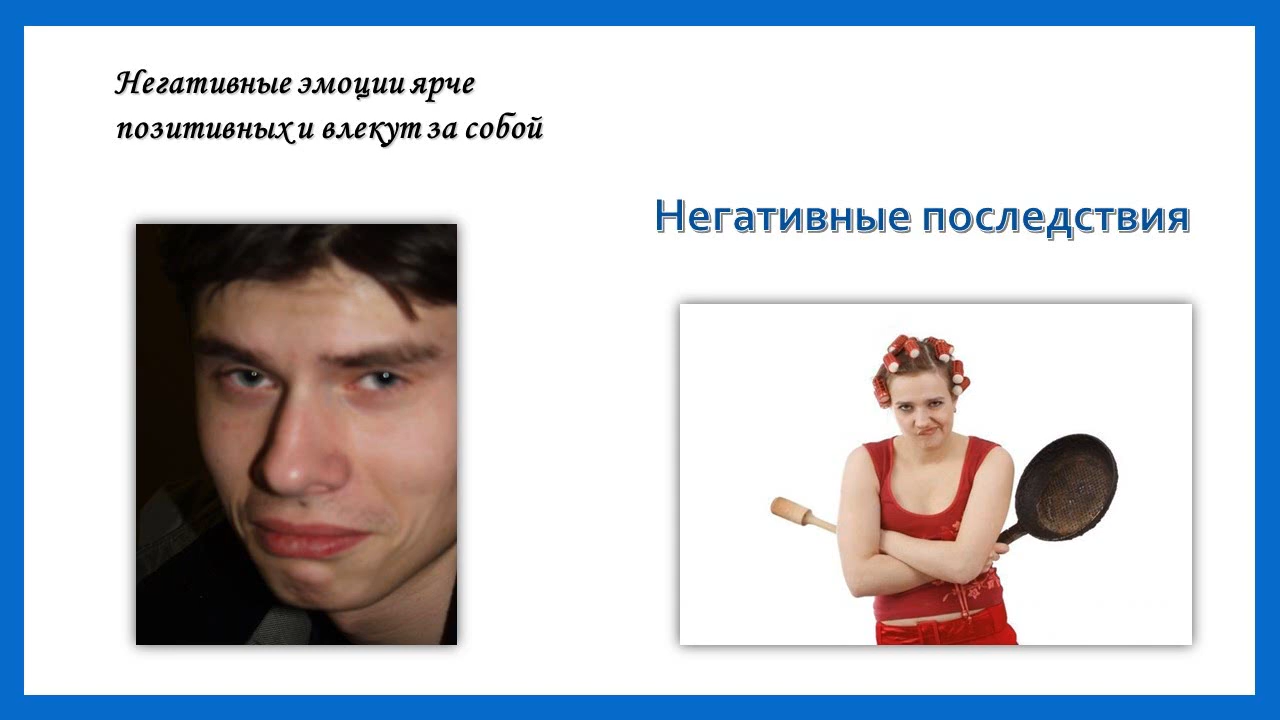 Негативные эмоции ярче
позитивных и влекут за собой
Негативные последствия